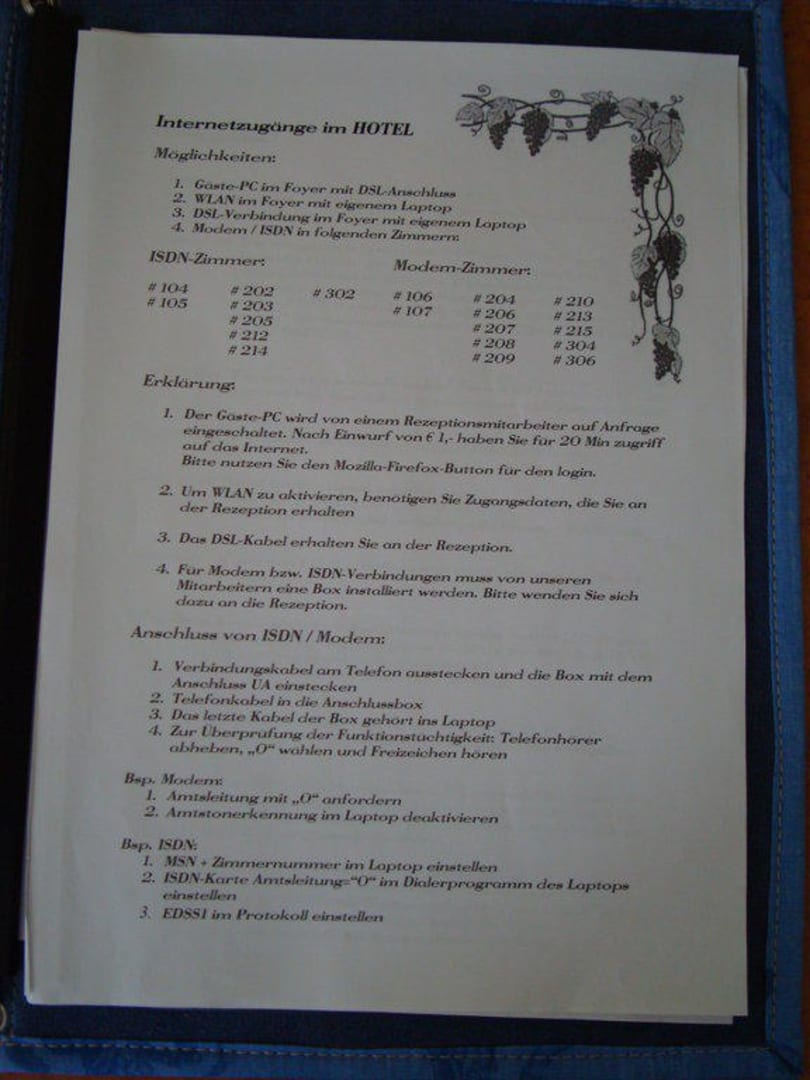 Internetzugänge im HOTEL
Möglichkeiten:
1. Gäste-PC im Foyer mit DSL-Anschluss
2. WLAN im Foyer mit eigenem Laptop
3. DSL-Verbindung im Foyer mit eigenem Laptop
4. Modem / ISDN in folgenden Zimmern:
ISDN-Zimmer: Modem-Zimmer:
# 104 # 202 # 302 # 106 # 204 # 210
# 105 # 203 # 107 # 206 # 213
# 205 # 207 # 215
# 212 # 208 # 304
# 214 # 209 # 306
Erklärung:
1. Der Gäste-PC wird von einem Rezeptionsmitarbeiter auf Anfrage
eingeschaltet. Nach Einwurf von € 1,- haben Sie für 20 Min zugriff
auf das Internet.
Bitte nutzen Sie den Mozilla-Firefox-Button für den login.
2. Um WLAN zu aktivieren, benötigen Sie Zugangsdaten, die Sie an
der Rezeption erhalten
3. Das DSL-Kabel erhalten Sie an der Rezeption.
4. Für Modem bzw. ISDN-Verbindungen muss von unseren
Mitarbeitern eine Box installiert werden. Bitte wenden Sie sich
dazu an die Rezeption.
Anschluss von ISDN / Modem:
1. Verbindungskabel am Telefon ausstecken und die Box mit dem
Anschluss UA einstecken
2. Telefonkabel in die Anschlussbox
3. Das letzte Kabel der Box gehört ins Laptop
4. Zur Überprüfung der Funktionstüchtigkeit: Telefonhörer
abheben, „O“ wählen und Freizeichen hören
Bsp. Modem:
1. Amtsleitung mit „O“ anfordern
2. Amtstonerkennung im Laptop deaktivieren
Bsp. ISDN:
1. MSN + Zimmernummer im Laptop einstellen
2. ISDN-Karte Amtsleitung=“O“ im Dialerprogramm des Laptops
einstellen
3. EDSS1 im Protokoll einstellen